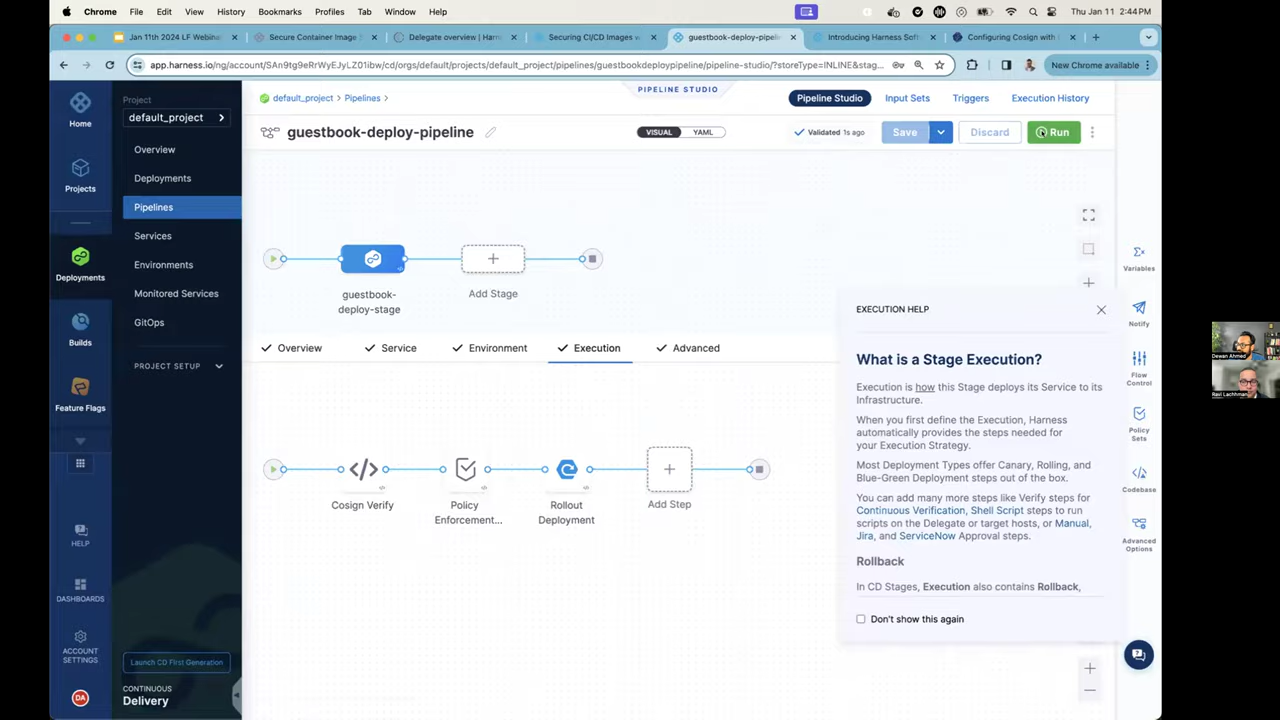 Chrome File Edit View History Bookmarks Profiles Tab Window Help
Thu Jan 11 2:44 PM
Jan 11th 2024 LF Webina
Secure Container Image
Delegate overview | Harn
Securing CI/CD Images w
guestbook-deploy-pipelin
Introducing Harness Soft
Configuring Cosign with
New Chrome available
Home
Projects
Deployments
Builds
Feature Flags
HELP
DASHBOARDS
ACCOUNT
SETTINGS
DA
Project
default_project
Overview
Deployments
Pipelines
Services
Environments
Monitored Services
GitOps
PROJECT SETUP
Launch CD First Generation
CONTINUOUS
Delivery
default_project > Pipelines >
PIPELINE STUDIO
Pipeline Studio
Input Sets
Triggers
Execution History
guestbook-deploy-pipeline
VISUAL YAML
Validated 1s ago
Save
Discard
Run
guestbook-
deploy-stage
Add Stage
Overview
Service
Environment
Execution
Advanced
Cosign Verify
Policy
Enforcement...
Rollout
Deployment
Add Step
EXECUTION HELP
What is a Stage Execution?
Execution is how this Stage deploys its Service to its
Infrastructure.
When you first define the Execution, Harness
automatically provides the steps needed for
your Execution Strategy.
Most Deployment Types offer Canary, Rolling, and
Blue-Green Deployment steps out of the box.
You can add many more steps like Verify steps for
Continuous Verification, Shell Script steps to run
scripts on the Delegate or target hosts, or Manual,
Jira, and ServiceNow Approval steps.
Rollback
In CD Stages, Execution also contains Rollback,
Don't show this again
Variables
Notify
Flow
Control
Policy
Sets
Codebase
Advanced
Options
Dewan Ahmed
Ravi Lachhman